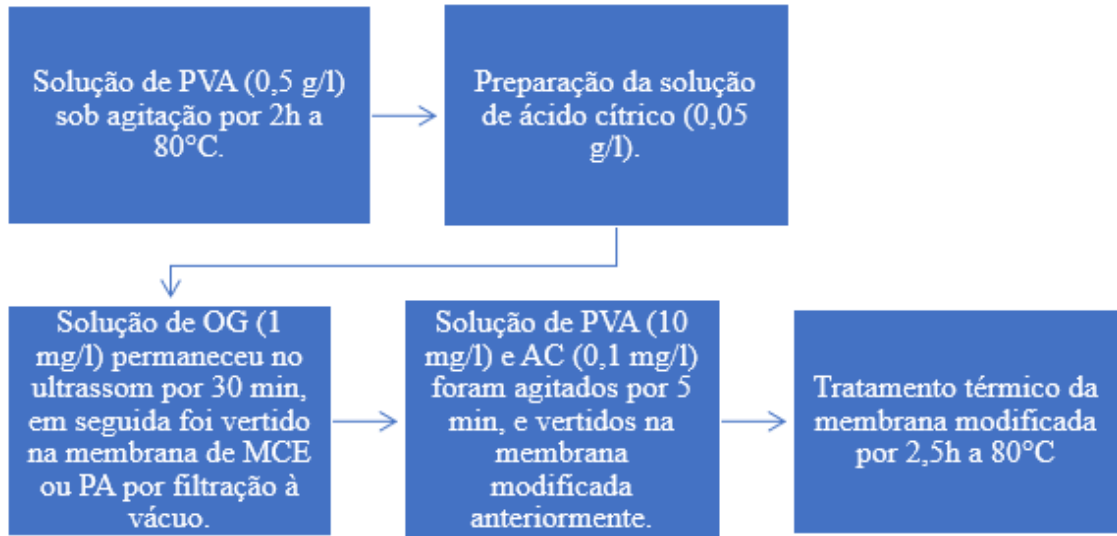 Solução de PVA (0,5 g/l)
sob agitação por 2h a
80°C.
Preparação da solução
de ácido cítrico (0,05
g/l).
Solução de OG (1
mg/l) permaneceu no
ultrassom por 30 min,
em seguida foi vertido
na membrana de MCE
ou PA por filtração à
vácuo.
Solução de PVA (10
mg/l) e AC (0,1 mg/l)
foram agitados por 5
min, e vertidos na
membrana
modificada
anteriormente.
Tratamento térmico da
membrana modificada
por 2,5h a 80°C